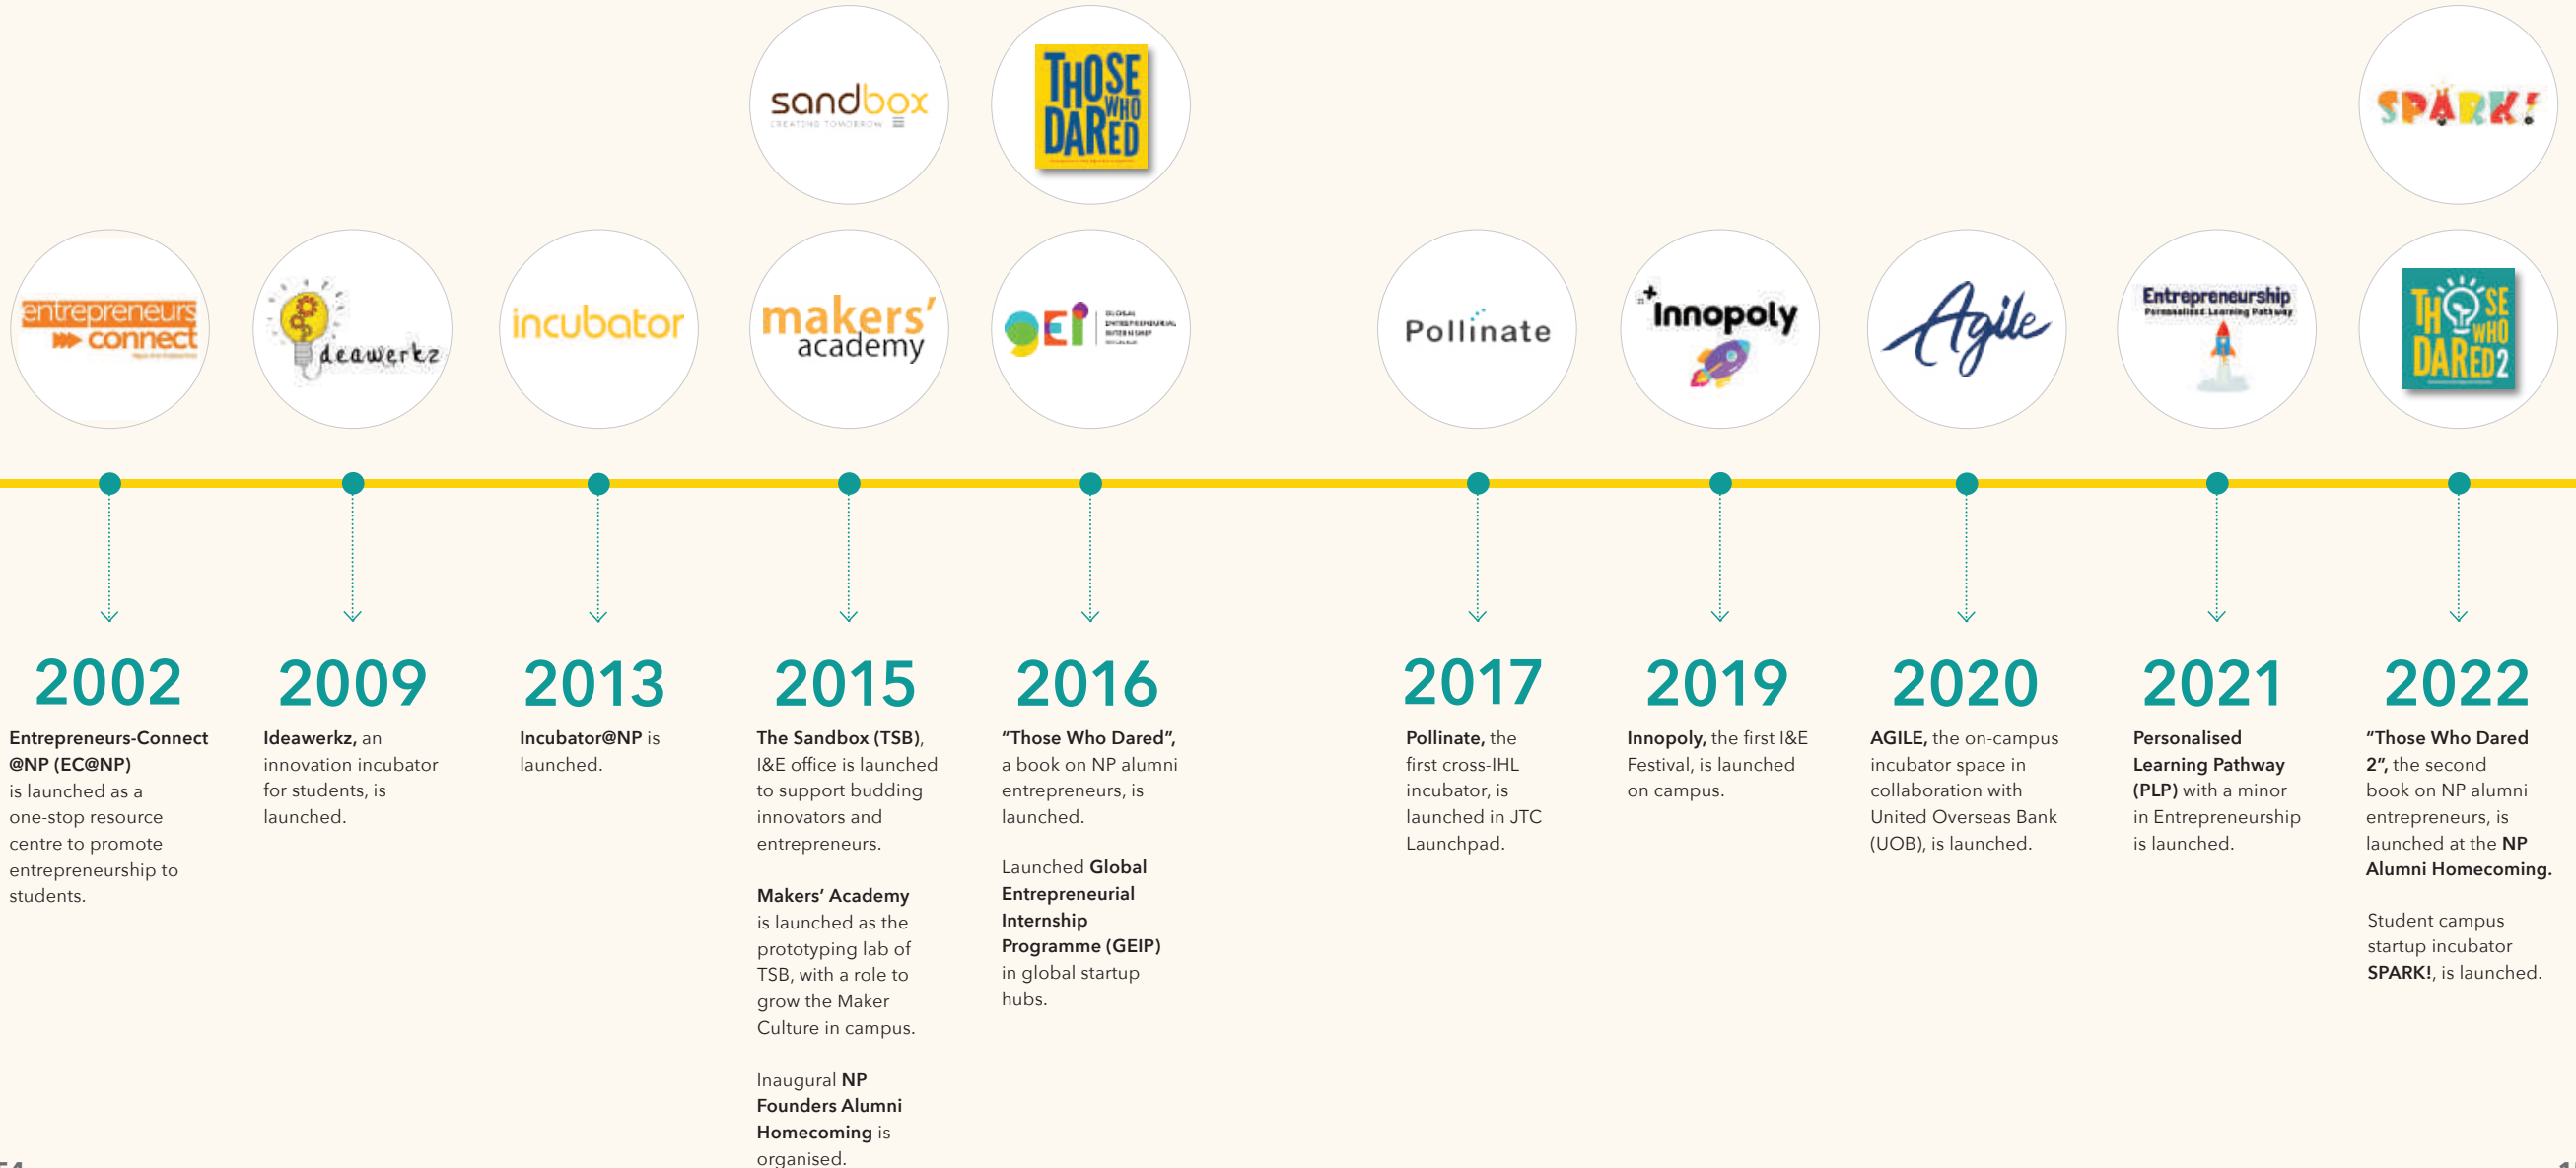 sandbox
CREATING TOMORROW
THOSE
WHO
DARED
SPARK!
entrepreneurs
connect
ideawerkz
incubator
makers’
academy
GEI
GLOBAL
ENTREPRENEURIAL
INTERNSHIP
Pollinate
Innopoly
Agile
Entrepreneurship
Personalised Learning Pathway
THOSE
WHO
DARED2
2002
Entrepreneurs-Connect
@NP (EC@NP)
is launched as a
one-stop resource
centre to promote
entrepreneurship to
students.
2009
Ideawerkz, an
innovation incubator
for students, is
launched.
2013
Incubator@NP is
launched.
2015
The Sandbox (TSB),
I&E office is launched
to support budding
innovators and
entrepreneurs.
Makers’ Academy
is launched as the
prototyping lab of
TSB, with a role to
grow the Maker
Culture in campus.
Inaugural NP
Founders Alumni
Homecoming is
organised.
2016
“Those Who Dared”,
a book on NP alumni
entrepreneurs, is
launched.
Launched Global
Entrepreneurial
Internship
Programme (GEIP)
in global startup
hubs.
2017
Pollinate, the
first cross-IHL
incubator, is
launched in JTC
Launchpad.
2019
Innopoly, the first I&E
Festival, is launched
on campus.
2020
AGILE, the on-campus
incubator space in
collaboration with
United Overseas Bank
(UOB), is launched.
2021
Personalised
Learning Pathway
(PLP) with a minor
in Entrepreneurship
is launched.
2022
“Those Who Dared
2”, the second
book on NP alumni
entrepreneurs, is
launched at the NP
Alumni Homecoming.
Student campus
startup incubator
SPARK!, is launched.